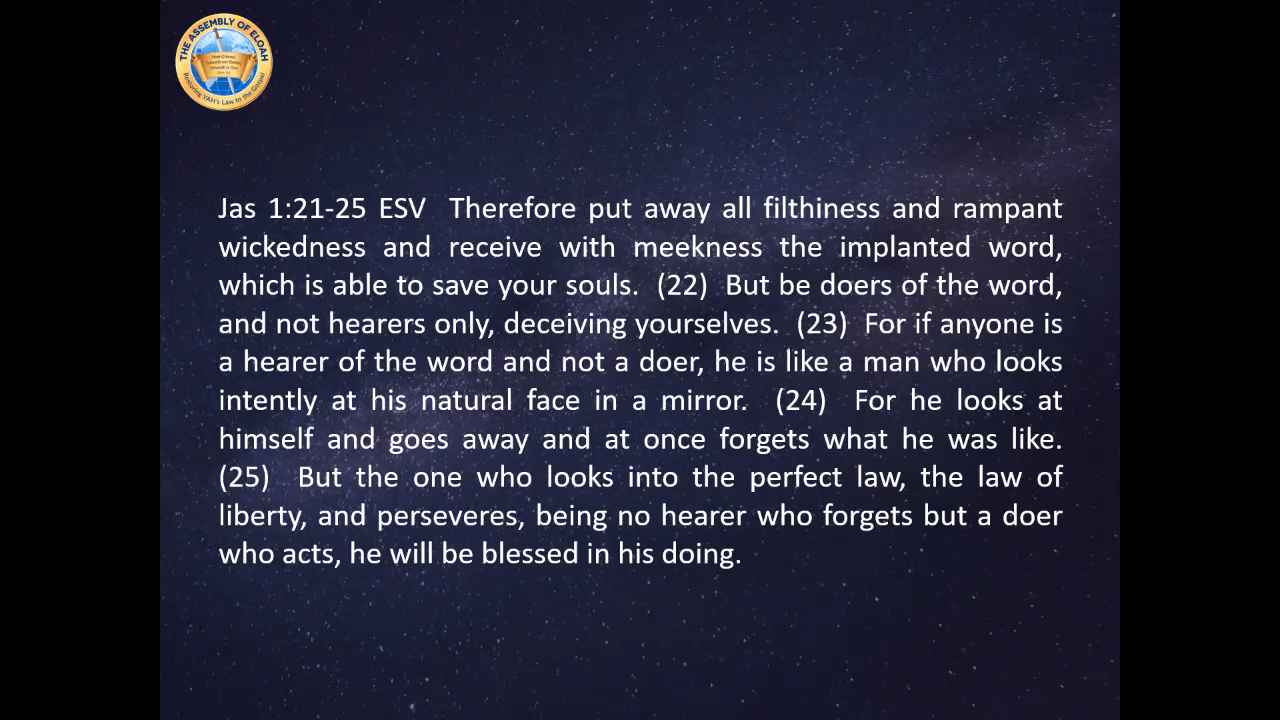 THE ASSEMBLY OF ELOAH
Restoring YAH's Law to the Gospel
Jas 1:21-25 ESV  Therefore put away all filthiness and rampant
wickedness and receive with meekness the implanted word,
which is able to save your souls.  (22)  But be doers of the word,
and not hearers only, deceiving yourselves.  (23)  For if anyone is
a hearer of the word and not a doer, he is like a man who looks
intently at his natural face in a mirror.  (24)  For he looks at
himself and goes away and at once forgets what he was like.
(25)  But the one who looks into the perfect law, the law of
liberty, and perseveres, being no hearer who forgets but a doer
who acts, he will be blessed in his doing.